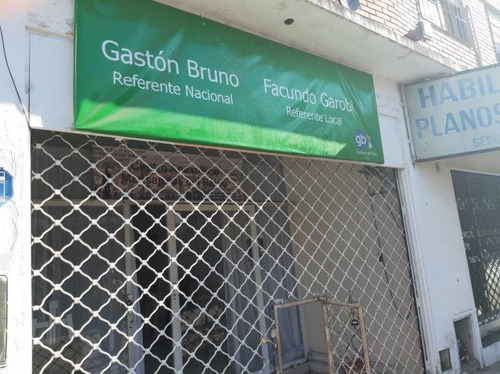 Gastón Bruno
Referente Nacional
Facundo Garobi
Referente Local
gb
HABIL
PLANOS